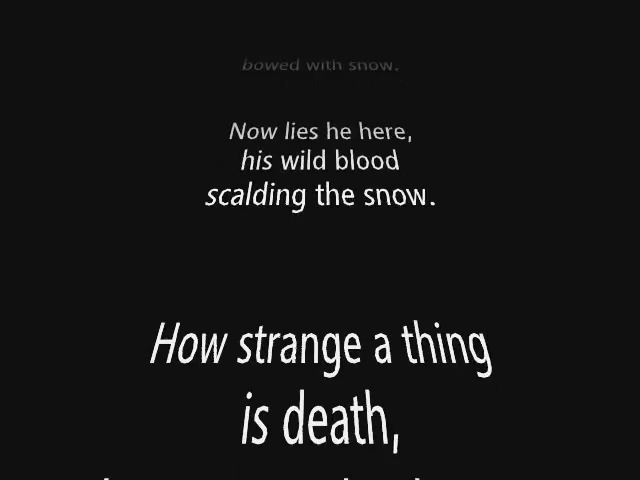 bowed with snow.
Now lies he here,
his wild blood
scalding the snow.
How strange a thing
is death,